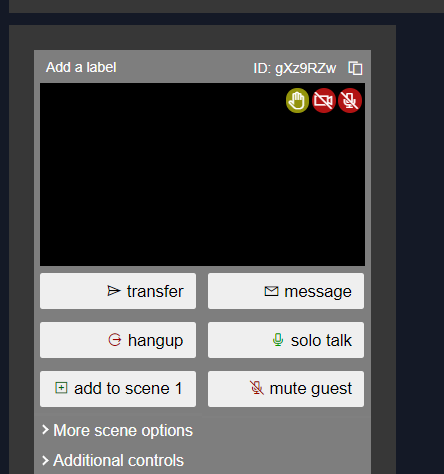 Add a label
ID: gXz9RZw
transfer
message
hangup
solo talk
add to scene 1
mute guest
More scene options
Additional controls